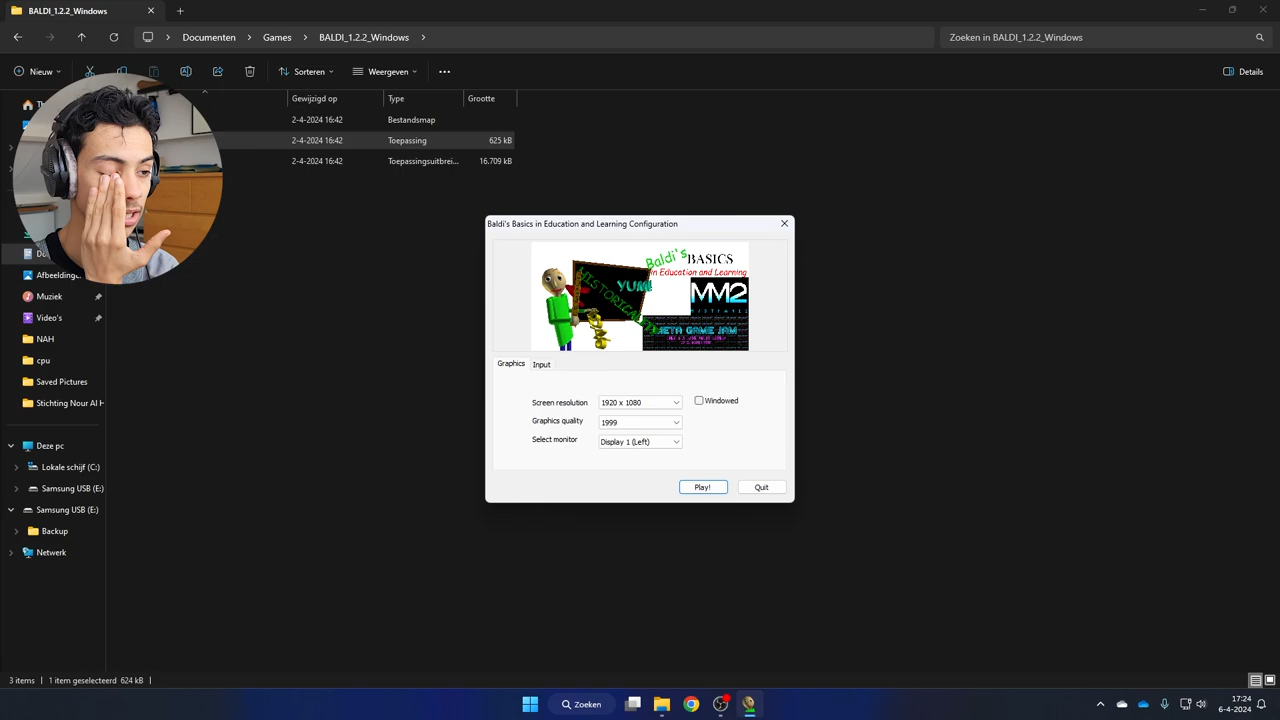 BALDI_1.2.2_Windows
Documenten > Games > BALDI_1.2.2_Windows >
Zoeken in BALDI_1.2.2_Windows
Nieuw
Sorteren
Weergeven
Details
Gewijzigd op Type Grootte
2-4-2024 16:42 Bestandsmap
2-4-2024 16:42 Toepassing 625 kB
2-4-2024 16:42 Toepassingsuitbrei... 16.709 kB
Afbeeldingen
Muziek
Video's
NAH
cpu
Saved Pictures
Stichting Nour Al H
Deze pc
Lokale schijf (C:)
Samsung USB (E:)
Samsung USB (E:)
Backup
Netwerk
Baldi's Basics in Education and Learning Configuration
Baldi's BASICS
in Education and Learning
YUM!
MM2
META GAME JAM
Graphics Input
Screen resolution 1920 x 1080 Windowed
Graphics quality 1999
Select monitor Display 1 (Left)
Play! Quit
3 items 1 item geselecteerd 624 kB
Zoeken
17:24
6-4-2024